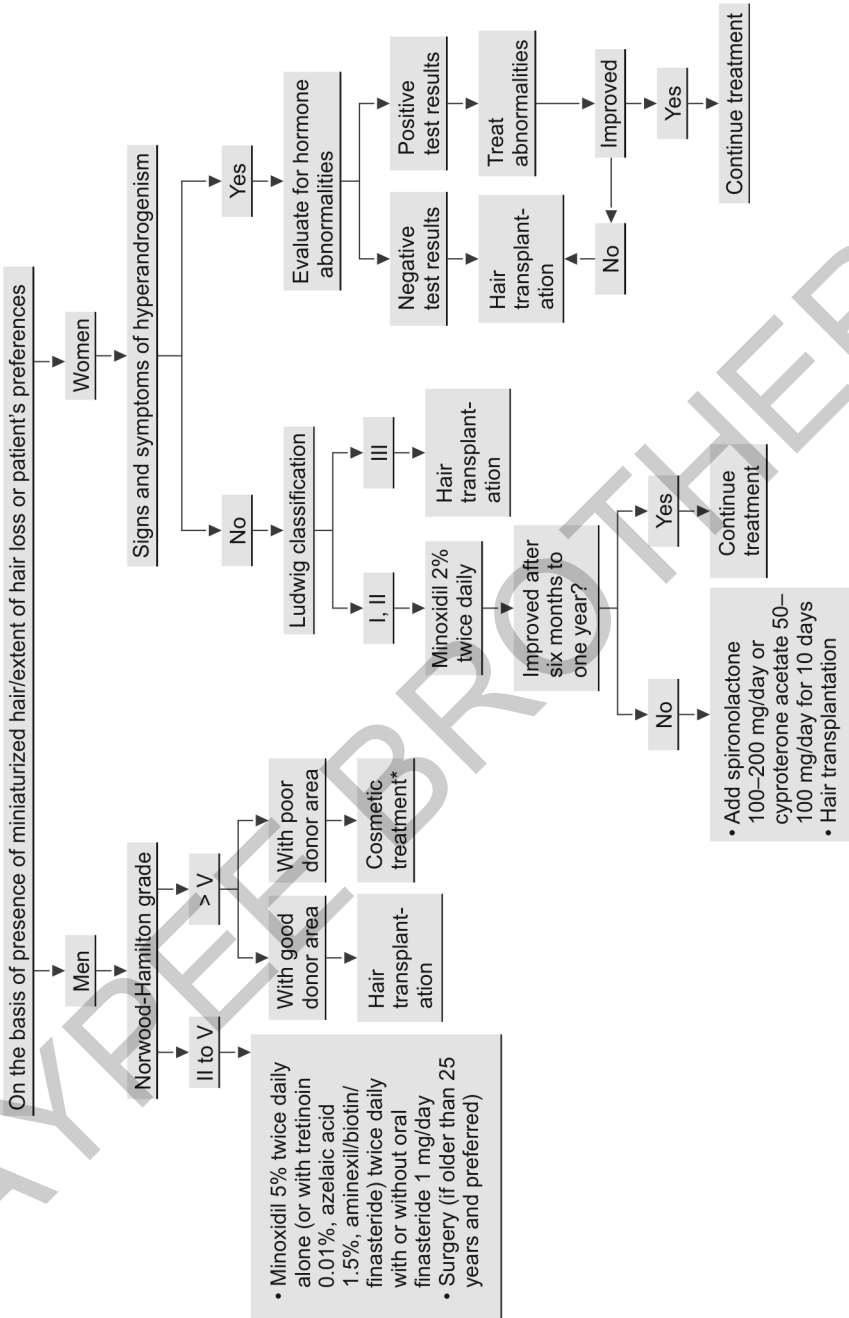 On the basis of presence of miniaturized hair/extent of hair loss or patient's preferences
Men
Norwood-Hamilton grade
II to V
• Minoxidil 5% twice daily
alone (or with tretinoin
0.01%, azelaic acid
1.5%, aminexil/biotin/
finasteride) twice daily
with or without oral
finasteride 1 mg/day
• Surgery (if older than 25
years and preferred)
> V
With good
donor area
Hair
transplant-
ation
With poor
donor area
Cosmetic
treatment*
Women
Signs and symptoms of hyperandrogenism
No
Ludwig classification
I, II
Minoxidil 2%
twice daily
Improved after
six months to
one year?
No
• Add spironolactone
100–200 mg/day or
cyproterone acetate 50–
100 mg/day for 10 days
• Hair transplantation
Yes
Continue
treatment
III
Hair
transplant-
ation
Yes
Evaluate for hormone
abnormalities
Negative
test results
Hair
transplant-
ation
Positive
test results
Treat
abnormalities
Improved
No
Yes
Continue treatment
AYPEE BROTHER